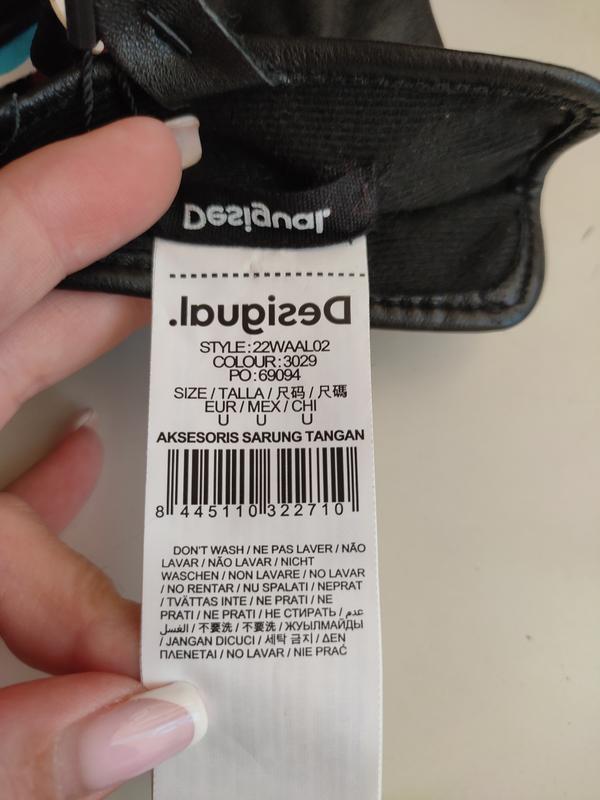 Desigual.
Desigual.
STYLE:22WAAL02
COLOUR:3029
PO:69094
SIZE / TALLA / 尺码 / 尺碼
EUR / MEX / CHI
U U U
AKSESORIS SARUNG TANGAN
8 445110 322710
DON'T WASH / NE PAS LAVER / NÃO
LAVAR / NÃO LAVAR / NICHT
WASCHEN / NON LAVARE / NO LAVAR
/ NO RENTAR / NU SPALATI / NEPRAT
/ TVÄTTAS INTE / NE PRATI / NE
PRATI / NE PRATI / НЕ СТИРАТЬ / عدم
الغسل / 不要洗 / 不要洗 / ЖУЫЛМАЙДЫ
/ JANGAN DICUCI / 세탁 금지 / ΔΕΝ
ΠΛΕΝΕΤΑΙ / NO LAVAR / NIE PRAĆ